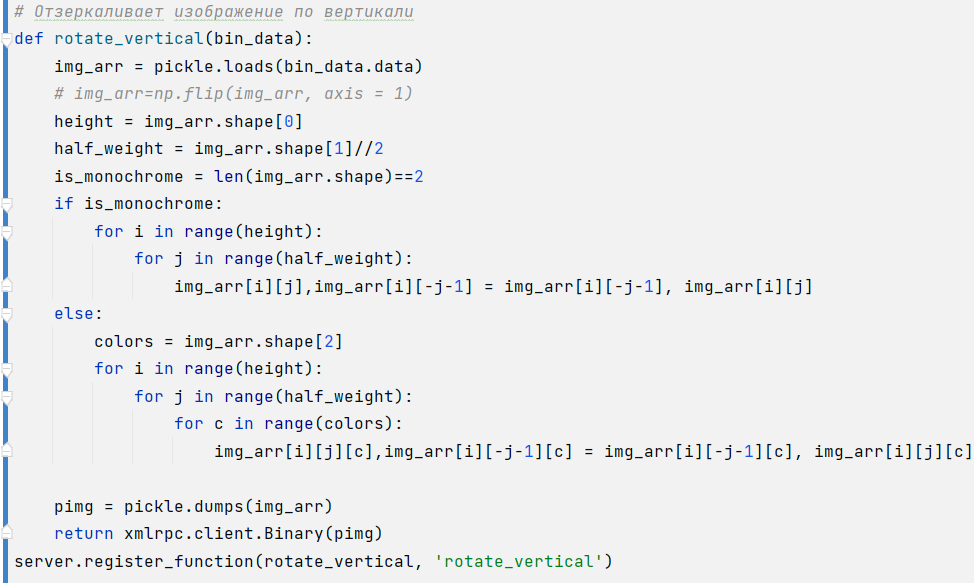 # Отзеркаливает изображение по вертикали
def rotate_vertical(bin_data):
    img_arr = pickle.loads(bin_data.data)
    # img_arr=np.flip(img_arr, axis = 1)
    height = img_arr.shape[0]
    half_weight = img_arr.shape[1]//2
    is_monochrome = len(img_arr.shape)==2
    if is_monochrome:
        for i in range(height):
            for j in range(half_weight):
                img_arr[i][j],img_arr[i][-j-1] = img_arr[i][-j-1], img_arr[i][j]
    else:
        colors = img_arr.shape[2]
        for i in range(height):
            for j in range(half_weight):
                for c in range(colors):
                    img_arr[i][j][c],img_arr[i][-j-1][c] = img_arr[i][-j-1][c], img_arr[i][j][c]

    pimg = pickle.dumps(img_arr)
    return xmlrpc.client.Binary(pimg)
server.register_function(rotate_vertical, 'rotate_vertical')